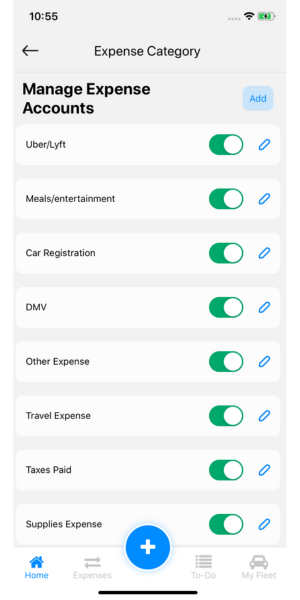 10:55
Expense Category
Manage Expense
Accounts
Add
Uber/Lyft
Meals/entertainment
Car Registration
DMV
Other Expense
Travel Expense
Taxes Paid
Supplies Expense
Home
Expenses
To-Do
My Fleet